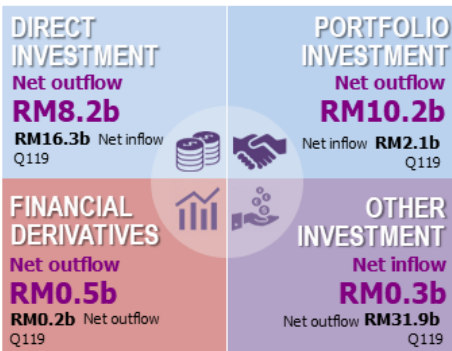 DIRECT
INVESTMENT
Net outflow
RM8.2b
RM16.3b Net inflow
Q119
PORTFOLIO
INVESTMENT
Net outflow
RM10.2b
Net inflow RM2.1b
Q119
FINANCIAL
DERIVATIVES
Net outflow
RM0.5b
RM0.2b Net outflow
Q119
OTHER
INVESTMENT
Net inflow
RM0.3b
Net outflow RM31.9b
Q119